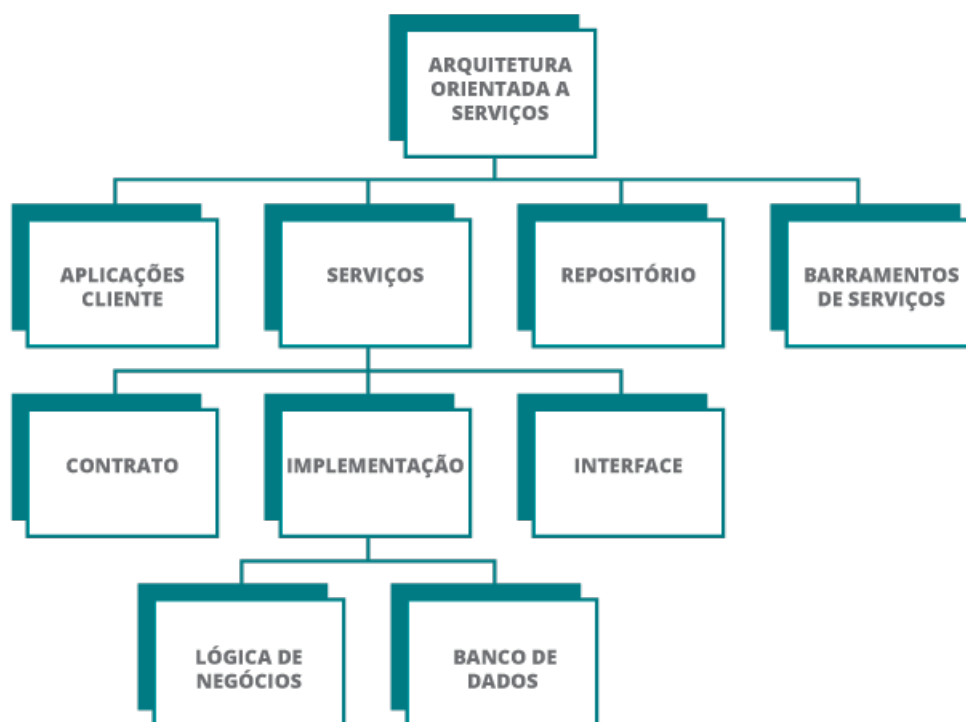 ARQUITETURA
ORIENTADA A
SERVIÇOS
APLICAÇÕES
CLIENTE
SERVIÇOS
REPOSITÓRIO
BARRAMENTOS
DE SERVIÇOS
CONTRATO
IMPLEMENTAÇÃO
INTERFACE
LÓGICA DE
NEGÓCIOS
BANCO DE
DADOS